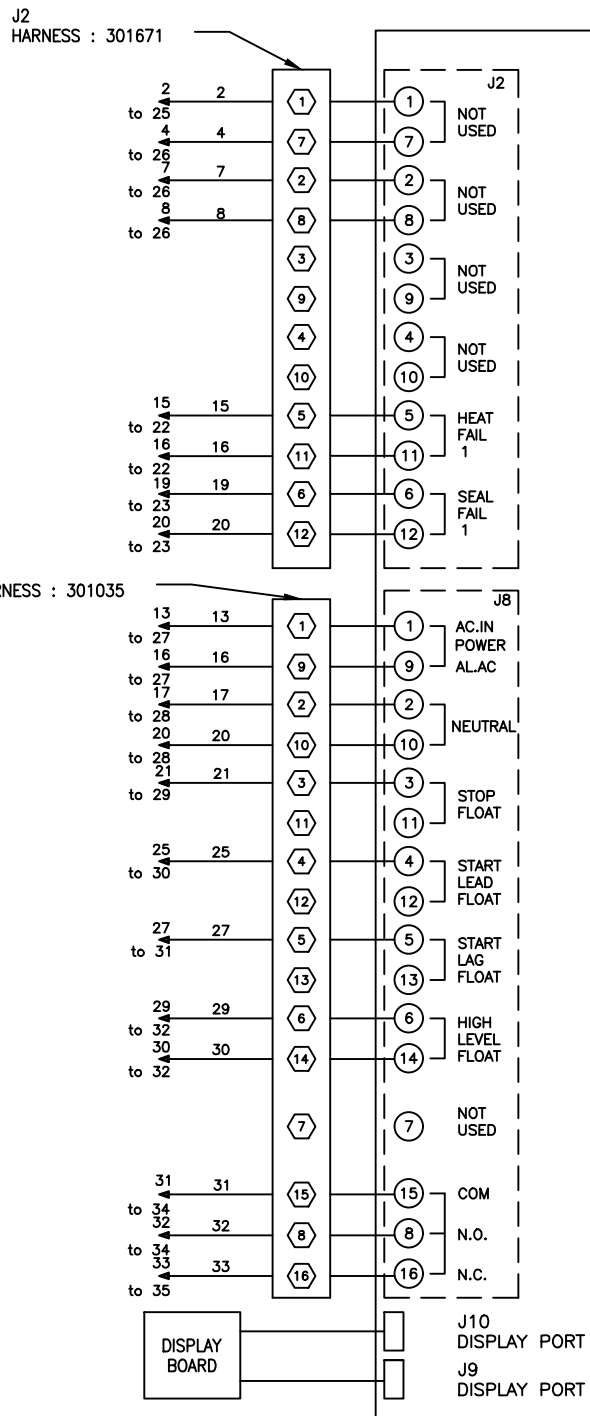 J2
HARNESS : 301671
J2
2 2 1 1
to 25
NOT
USED
4 4 7 7
to 26
7 7 2 2
to 26
NOT
USED
8 8 8 8
to 26
3 3
NOT
USED
9 9
4 4
NOT
USED
10 10
15 15 5 5
to 22
HEAT
FAIL
1
16 16 11 11
to 22
19 19 6 6
to 23
SEAL
FAIL
1
20 20 12 12
to 23
RNESS : 301035
J8
13 13 1 1 AC.IN
to 27
POWER
16 16 9 9 AL.AC
to 27
17 17 2 2
to 28
NEUTRAL
20 20 10 10
to 28
21 21 3 3
to 29
STOP
FLOAT
11 11
25 25 4 4
to 30
START
LEAD
FLOAT
12 12
27 27 5 5
to 31
START
LAG
FLOAT
13 13
29 29 6 6
to 32
HIGH
LEVEL
FLOAT
30 30 14 14
to 32
7 7
NOT
USED
31 31 15 15 COM
to 34
32 32 8 8 N.O.
to 34
33 33 16 16 N.C.
to 35
DISPLAY
BOARD
J10
DISPLAY PORT
J9
DISPLAY PORT